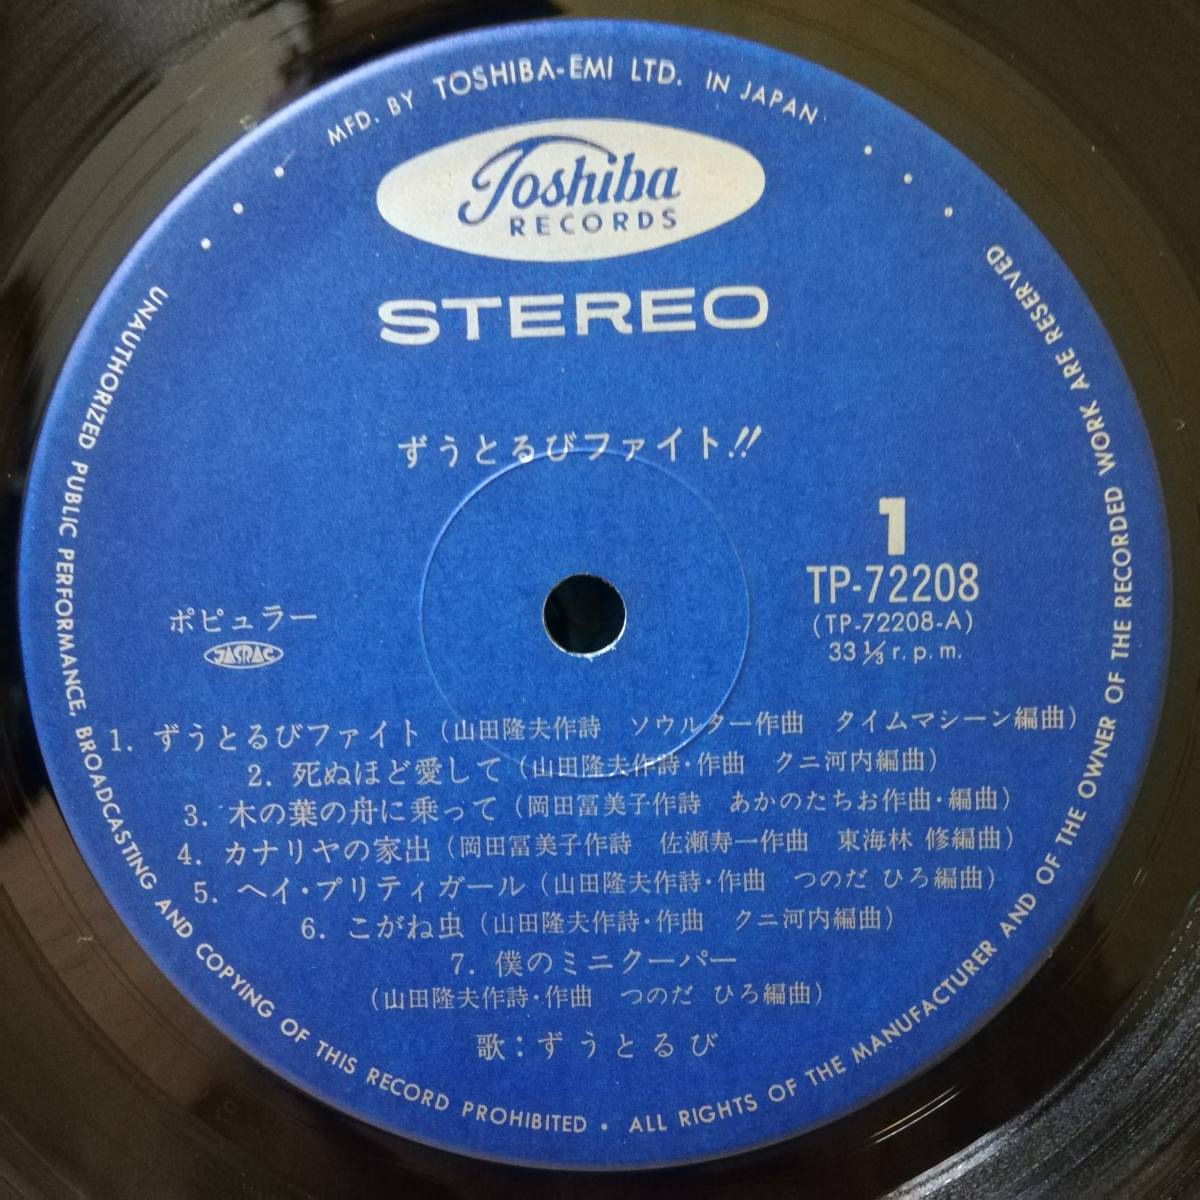 MFD. BY TOSHIBA-EMI LTD. IN JAPAN
Toshiba
RECORDS
STEREO
ずうとるびファイト!!
1
TP-72208
(TP-72208-A)
33 1/3 r.p.m.
ポピュラー
JASRAC
1. ずうとるびファイト (山田隆夫作詩 ソウルター作曲 タイムマシーン編曲)
2. 死ぬほど愛して (山田隆夫作詩・作曲 クニ河内編曲)
3. 木の葉の舟に乗って (岡田冨美子作詩 あかのたちお作曲・編曲)
4. カナリヤの家出 (岡田冨美子作詩 佐瀬寿一作曲 東海林 修編曲)
5. ヘイ・プリティガール (山田隆夫作詩・作曲 つのだ ひろ編曲)
6. こがね虫 (山田隆夫作詩・作曲 クニ河内編曲)
7. 僕のミニクーパー
(山田隆夫作詩・作曲 つのだ ひろ編曲)
歌：ずうとるび
UNAUTHORIZED PUBLIC PERFORMANCE, BROADCASTING AND COPYING OF THIS RECORD PROHIBITED • ALL RIGHTS OF THE MANUFACTURER AND OF THE OWNER OF THE RECORDED WORK ARE RESERVED